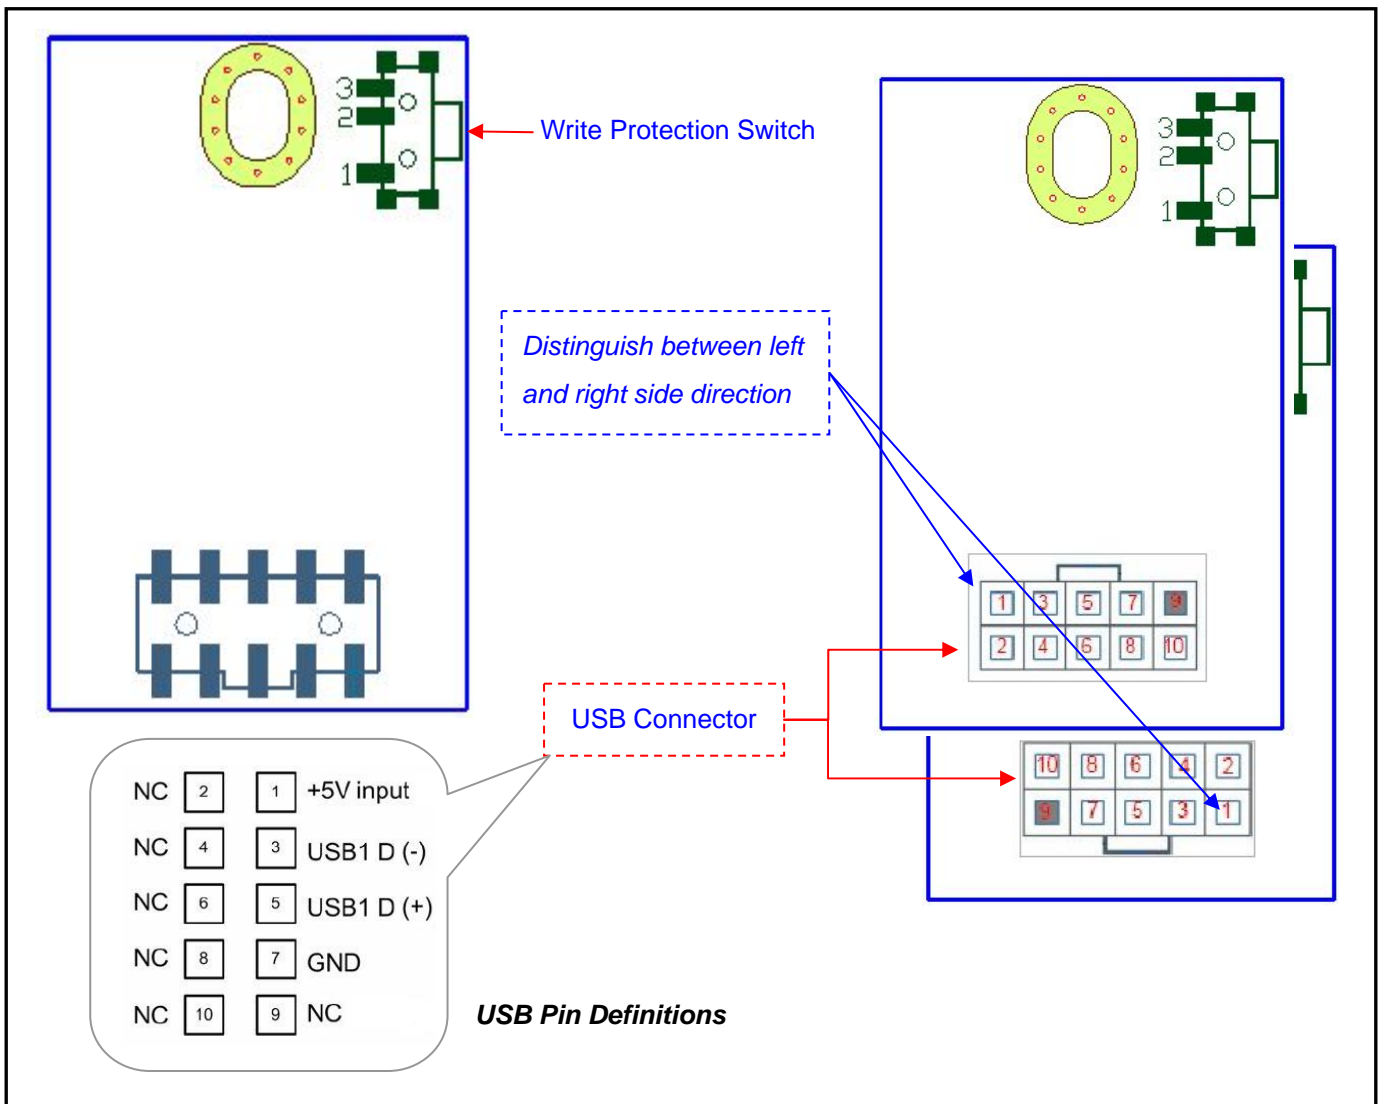 3
2
1
Write Protection Switch
3
2
1
Distinguish between left
and right side direction
1 3 5 7 9
2 4 6 8 10
USB Connector
10 8 6 4 2
9 7 5 3 1
NC 2 1 +5V input
NC 4 3 USB1 D (-)
NC 6 5 USB1 D (+)
NC 8 7 GND
NC 10 9 NC
USB Pin Definitions